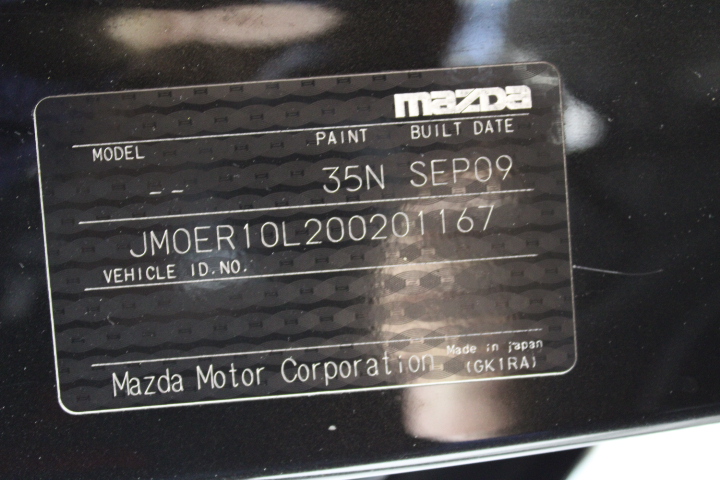 mazda
MODEL PAINT BUILT DATE
-- 35N SEP09
JM0ER10L200201167
VEHICLE ID.NO.
Mazda Motor Corporation Made in japan
(GK1RA)